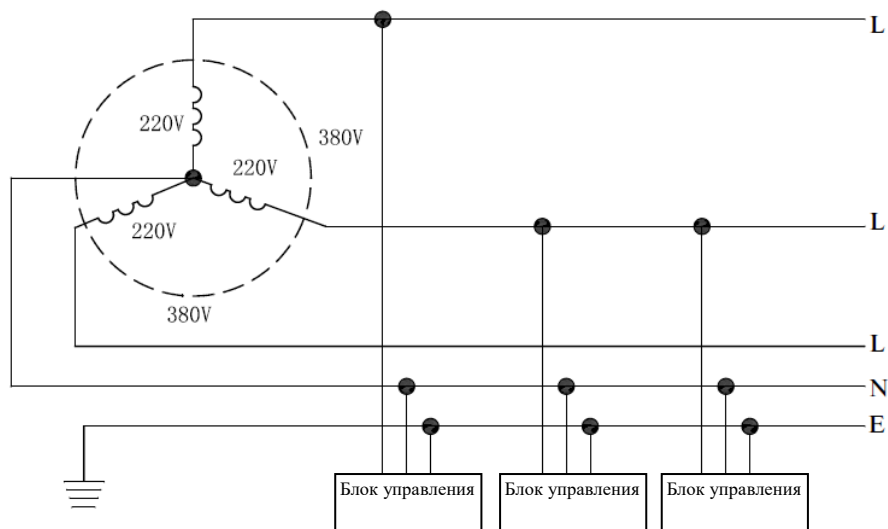 L
220V
380V
220V
220V
L
380V
L
N
E
Блок управления
Блок управления
Блок управления